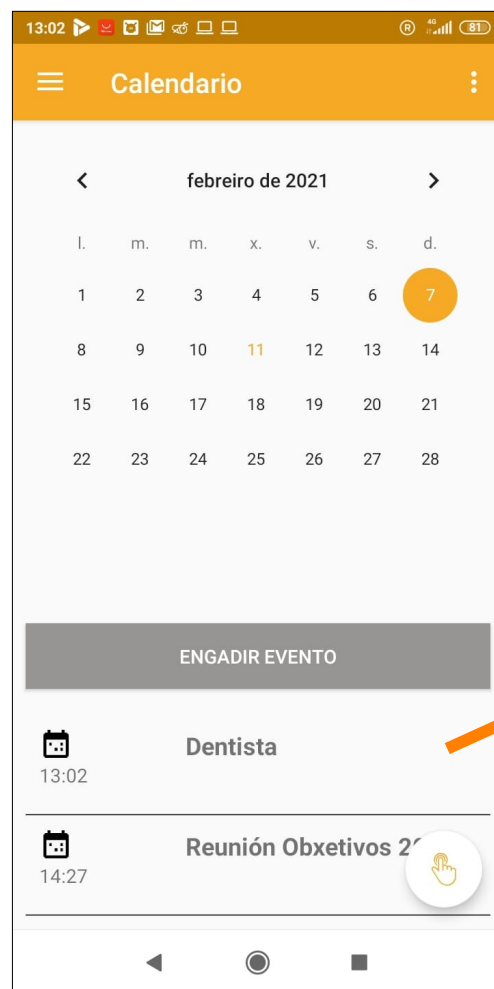 13:02 R 4G 81
Calendario
febreiro de 2021
l. m. m. x. v. s. d.
1 2 3 4 5 6 7
8 9 10 11 12 13 14
15 16 17 18 19 20 21
22 23 24 25 26 27 28
ENGADIR EVENTO
Dentista
13:02
Reunión Obxetivos
14:27